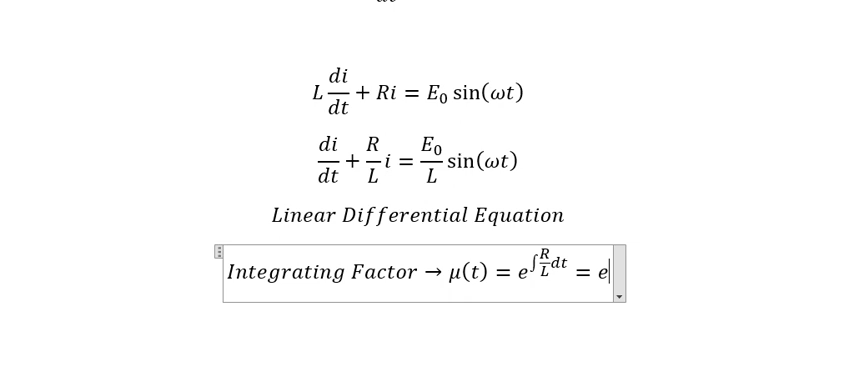 L di/dt + Ri = E₀ sin(ωt)
di/dt + R/L i = E₀/L sin(ωt)
Linear Differential Equation
Integrating Factor → μ(t) = e^∫R/L dt = e